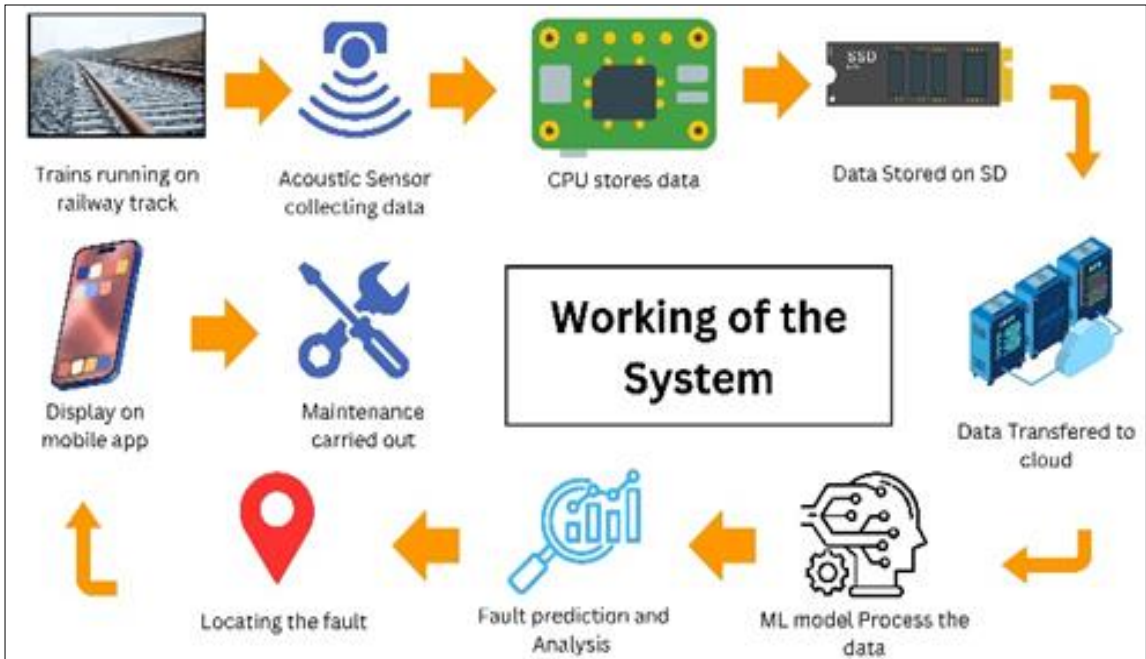 SSD
Trains running on
railway track
Acoustic Sensor
collecting data
CPU stores data
Data Stored on SD
Display on
mobile app
Maintenance
carried out
Working of the
System
Data Transfered to
cloud
Locating the fault
Fault prediction and
Analysis
ML model Process the
data